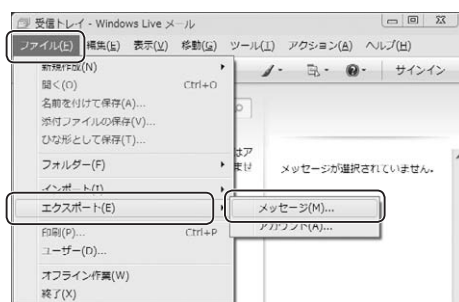 受信トレイ - Windows Live メール
ファイル(F) 編集(E) 表示(V) 移動(G) ツール(T) アクション(A) ヘルプ(H)
新規作成(N)
サインイン
開く(O) Ctrl+O
名前を付けて保存(A)...
添付ファイルの保存(V)...
ひな形として保存(T)...
フォルダー(F)
メッセージが選択されていません。
インポート(I)
エクスポート(E)
メッセージ(M)...
アカウント(A)...
印刷(P)... Ctrl+P
ユーザー(D)...
オフライン作業(W)
終了(X)